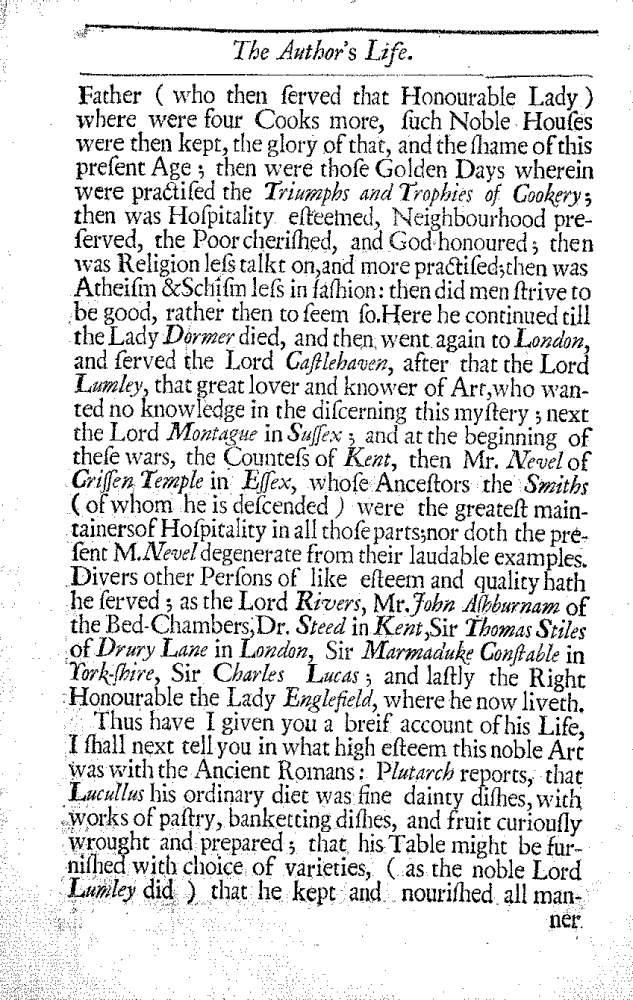 The Author's Life.
Father ( who then ſerved that Honourable Lady )
where were four Cooks more, ſuch Noble Houſes
were then kept, the glory of that, and the ſhame of this
preſent Age ; then were thoſe Golden Days wherein
were practiſed the Triumphs and Trophies of Cookery;
then was Hoſpitality eſteemed, Neighbourhood pre-
ſerved, the Poor cheriſhed, and God honoured ; then
was Religion leſs talkt on,and more practiſed;then was
Atheiſm &Schiſm leſs in faſhion: then did men ſtrive to
be good, rather then to ſeem ſo.Here he continued till
the Lady Dormer died, and then went again to London,
and ſerved the Lord Caſtlehaven, after that the Lord
Lumley, that great lover and knower of Art,who wan-
ted no knowledge in the diſcerning this myſtery ; next
the Lord Montague in Suſſex ; and at the beginning of
theſe wars, the Counteſs of Kent, then Mr. Nevel of
Criſſen Temple in Eſſex, whoſe Anceſtors the Smiths
( of whom he is deſcended ) were the greateſt main-
tainersof Hoſpitality in all thoſe parts;nor doth the pre-
ſent M.Nevel degenerate from their laudable examples.
Divers other Perſons of like eſteem and quality hath
he ſerved ; as the Lord Rivers, Mr.John Aſhburnam of
the Bed-Chambers,Dr. Steed in Kent,Sir Thomas Stiles
of Drury Lane in London, Sir Marmaduke Conſtable in
York-ſhire, Sir Charles Lucas ; and laſtly the Right
Honourable the Lady Englefield, where he now liveth.
Thus have I given you a breif account of his Life,
I ſhall next tell you in what high eſteem this noble Art
was with the Ancient Romans: Plutarch reports, that
Lucullus his ordinary diet was fine dainty diſhes, with
works of paſtry, banketting diſhes, and fruit curiouſly
wrought and prepared ; that his Table might be fur-
niſhed with choice of varieties, ( as the noble Lord
Lumley did ) that he kept and nouriſhed all man-
ner